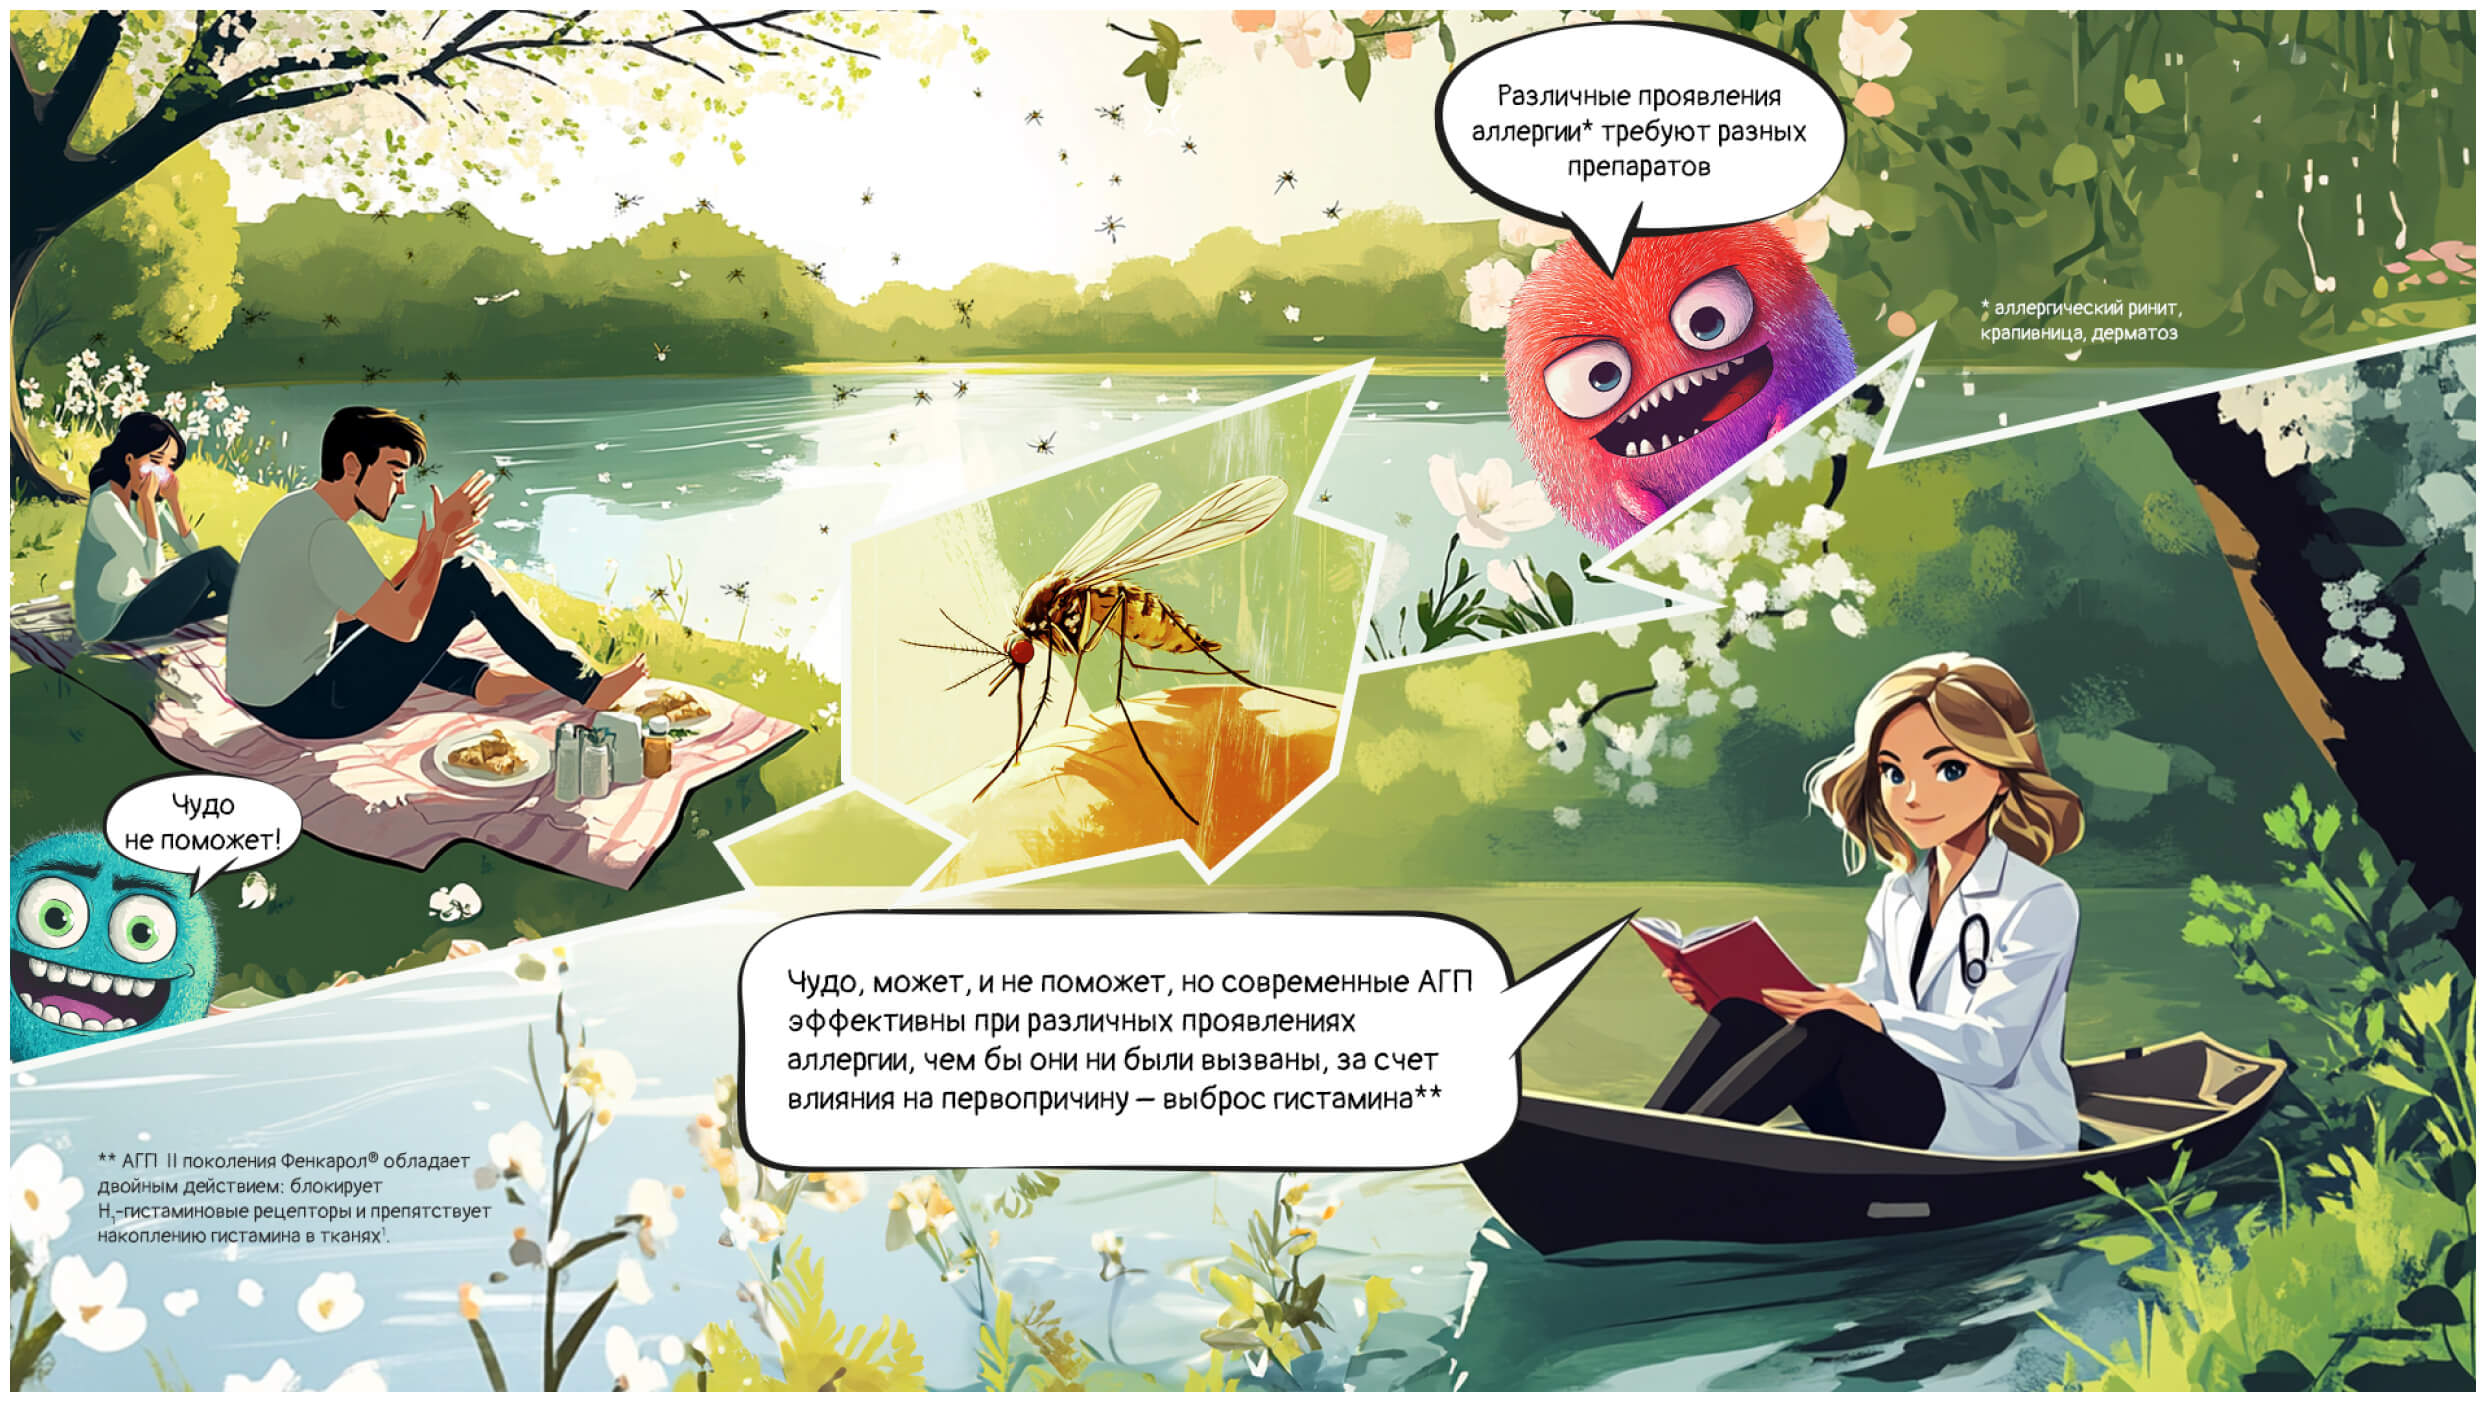 Различные проявления
аллергии* требуют разных
препаратов
* аллергический ринит,
крапивница, дерматоз
Чудо
не поможет!
Чудо, может, и не поможет, но современные АГП
эффективны при различных проявлениях
аллергии, чем бы они ни были вызваны, за счет
влияния на первопричину – выброс гистамина**
** АГП II поколения Фенкарол® обладает
двойным действием: блокирует
H₁-гистаминовые рецепторы и препятствует
накоплению гистамина в тканях¹.